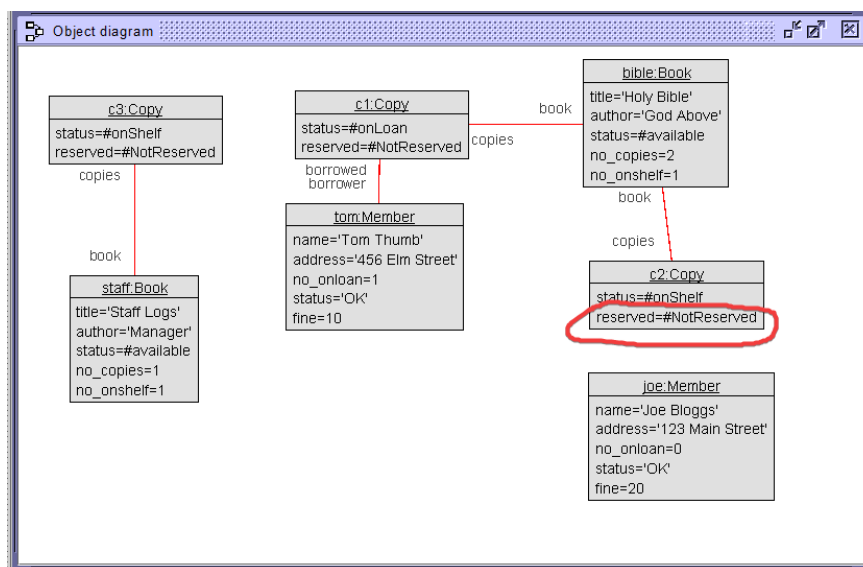 Object diagram
c3:Copy
status=#onShelf
reserved=#NotReserved
copies
book
staff:Book
title='Staff Logs'
author='Manager'
status=#available
no_copies=1
no_onshelf=1
c1:Copy
status=#onLoan
reserved=#NotReserved
borrowed
borrower
tom:Member
name='Tom Thumb'
address='456 Elm Street'
no_onloan=1
status='OK'
fine=10
book
copies
bible:Book
title='Holy Bible'
author='God Above'
status=#available
no_copies=2
no_onshelf=1
book
copies
c2:Copy
status=#onShelf
reserved=#NotReserved
joe:Member
name='Joe Bloggs'
address='123 Main Street'
no_onloan=0
status='OK'
fine=20